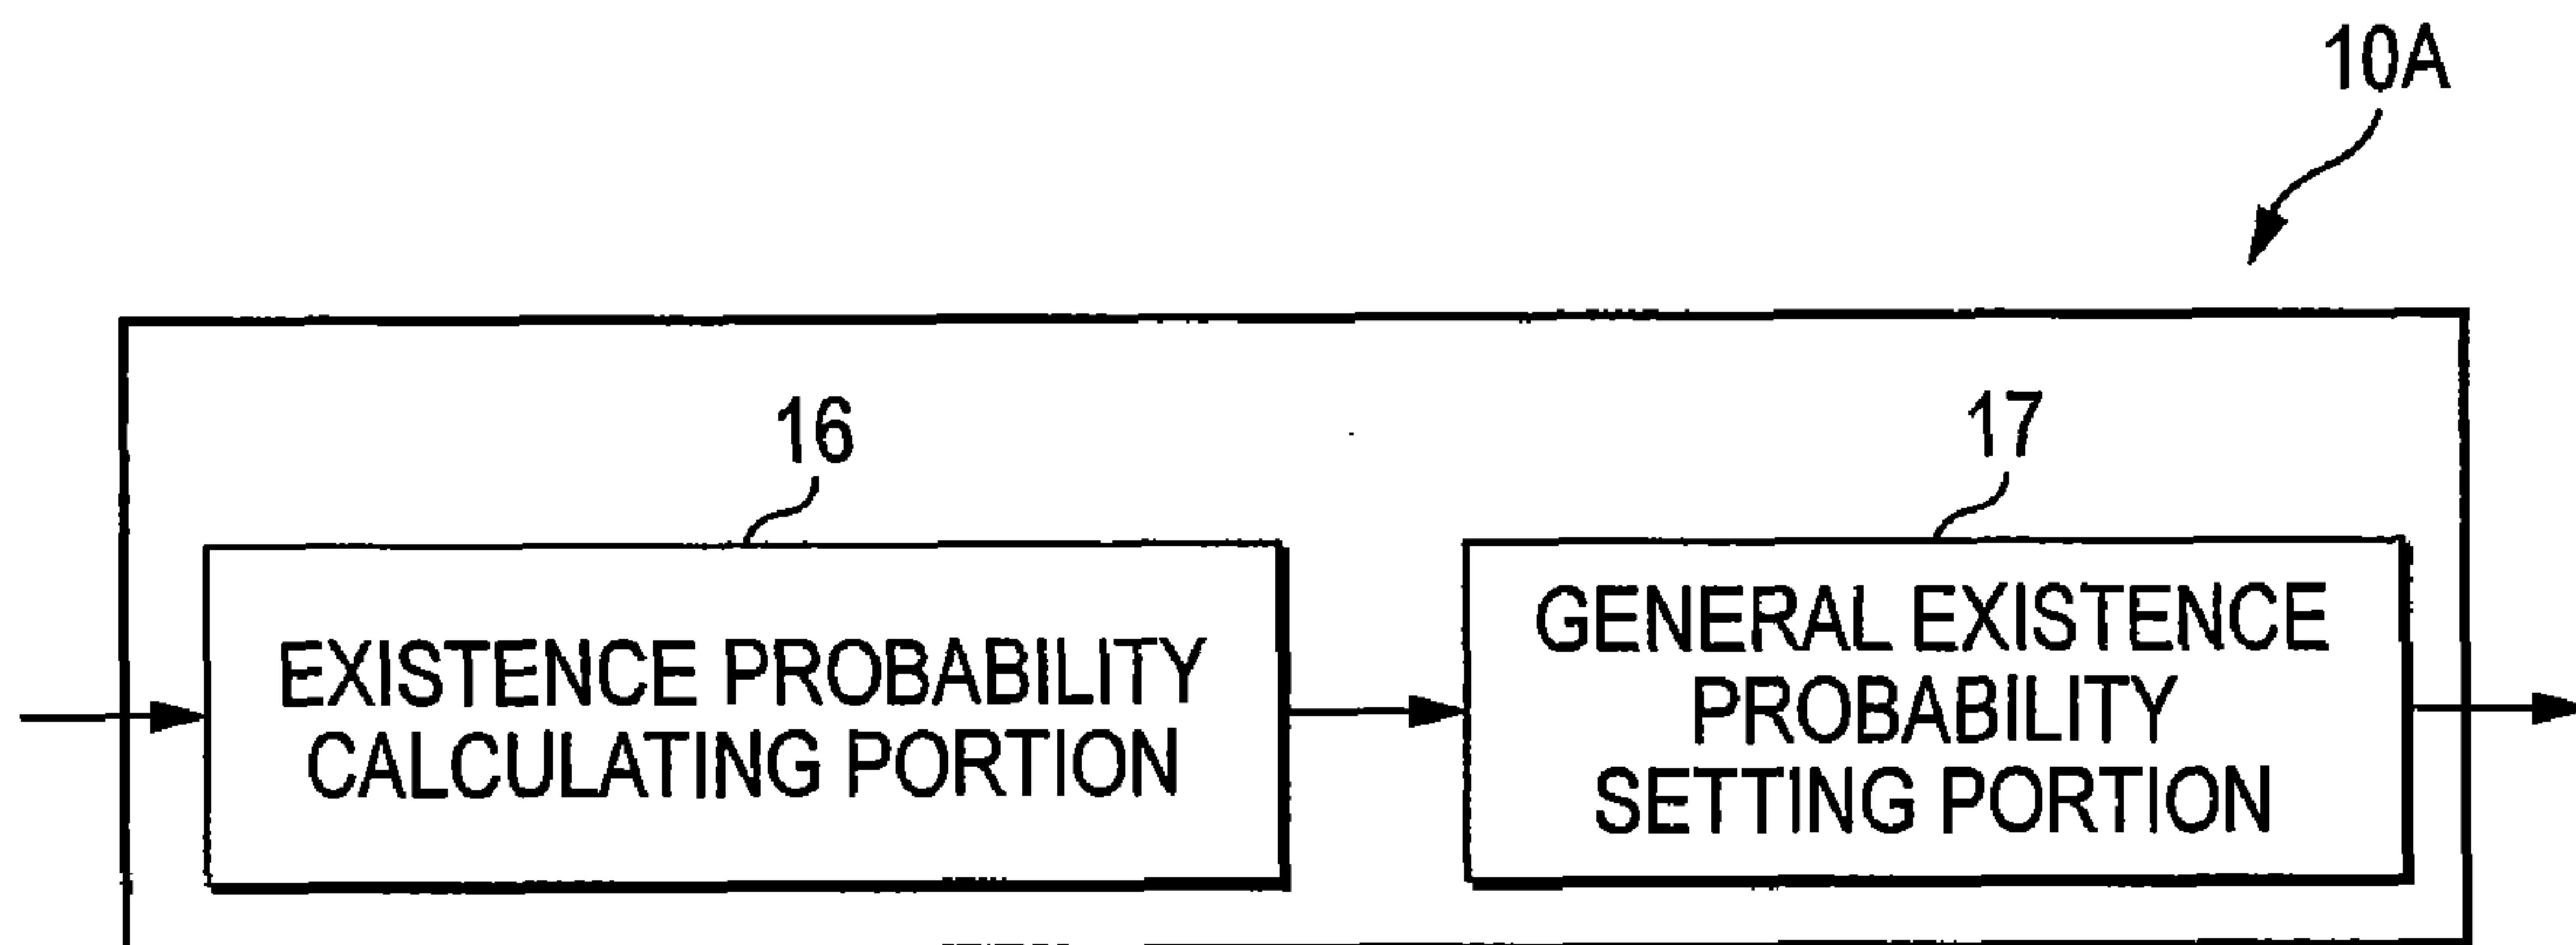 10A
16
17
EXISTENCE PROBABILITY
CALCULATING PORTION
GENERAL EXISTENCE
PROBABILITY
SETTING PORTION